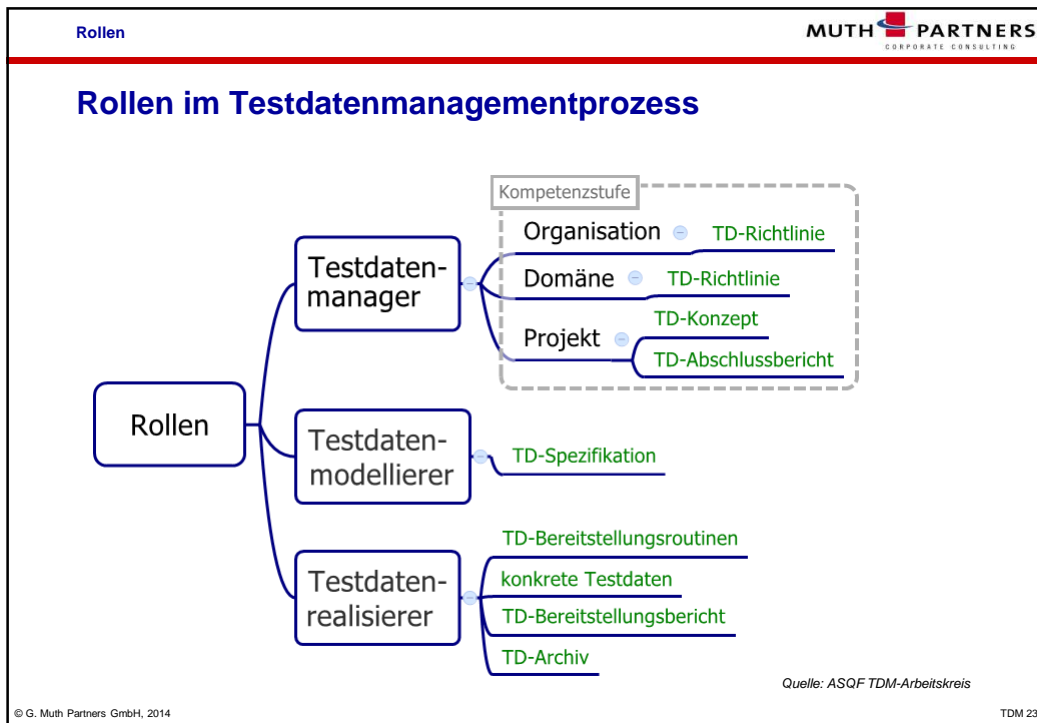 Rollen
MUTH PARTNERS
CORPORATE CONSULTING
Rollen im Testdatenmanagementprozess
Kompetenzstufe
Organisation
TD-Richtlinie
Domäne
TD-Richtlinie
Projekt
TD-Konzept
TD-Abschlussbericht
Testdaten-
manager
Rollen
Testdaten-
modellierer
TD-Spezifikation
Testdaten-
realisierer
TD-Bereitstellungsroutinen
konkrete Testdaten
TD-Bereitstellungsbericht
TD-Archiv
Quelle: ASQF TDM-Arbeitskreis
© G. Muth Partners GmbH, 2014
TDM 23